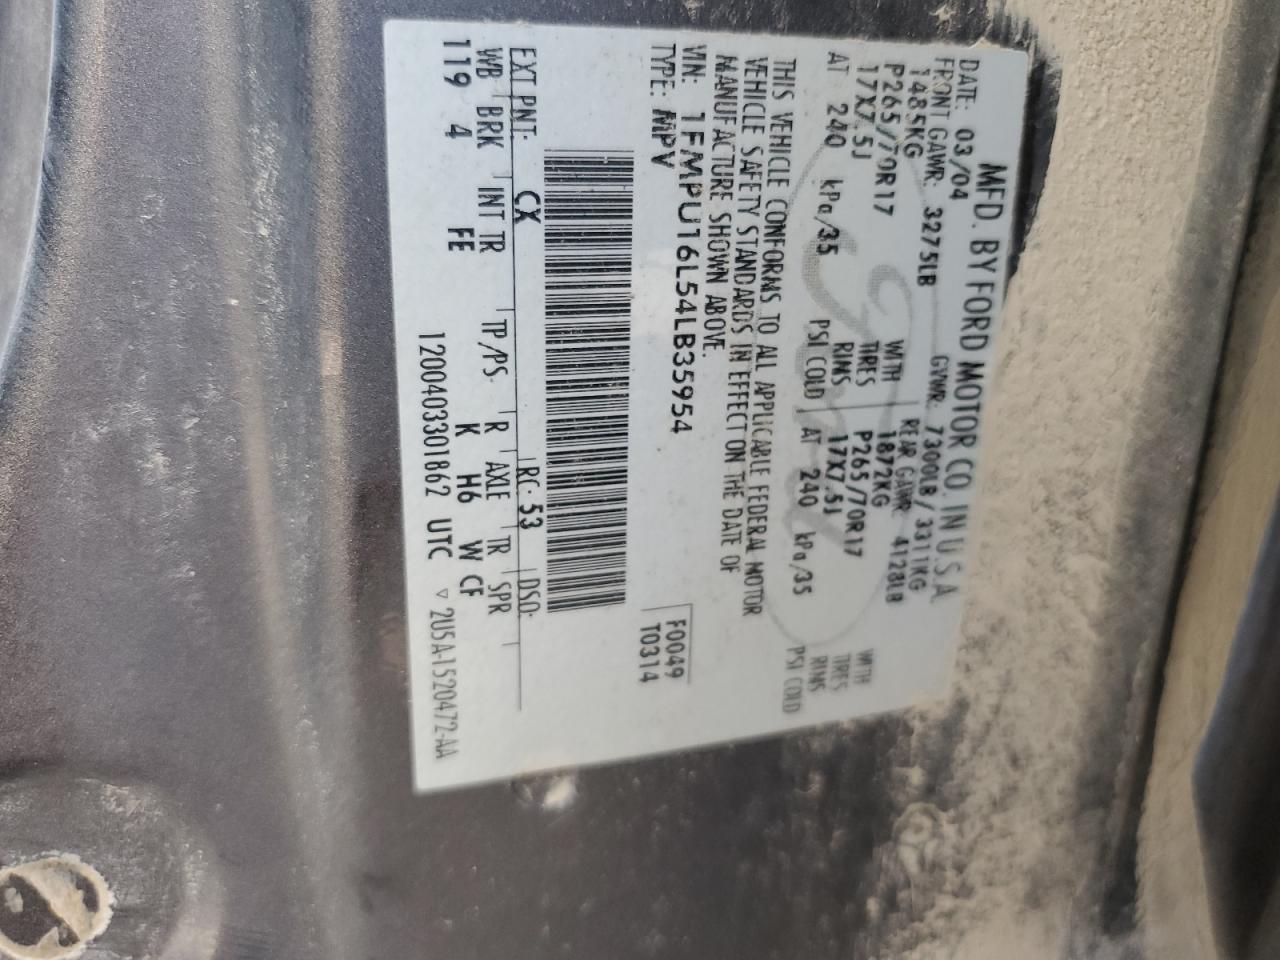 MFD. BY FORD MOTOR CO. IN U.S.A.
DATE: 03/04 GVWR: 7300LB/3311KG
FRONT GAWR: 3275LB REAR GAWR: 4128LB
1485KG WITH 1872KG WITH
P265/70R17 TIRES P265/70R17 TIRES
17X7.5J RIMS 17X7.5J RIMS
AT 240 kPa/35 PSI COLD AT 240 kPa/35 PSI COLD
THIS VEHICLE CONFORMS TO ALL APPLICABLE FEDERAL MOTOR
VEHICLE SAFETY STANDARDS IN EFFECT ON THE DATE OF
MANUFACTURE SHOWN ABOVE.
VIN: 1FMPU16L54LB35954 F0049
TYPE: MPV T0314
EXT PNT: CX RC: 53 DSO:
WB BRK INT TR TP/PS R AXLE TR SPR
119 4 FE K H6 W CF
1200403301862 UTC ▽ 2U5A-1520472-AA